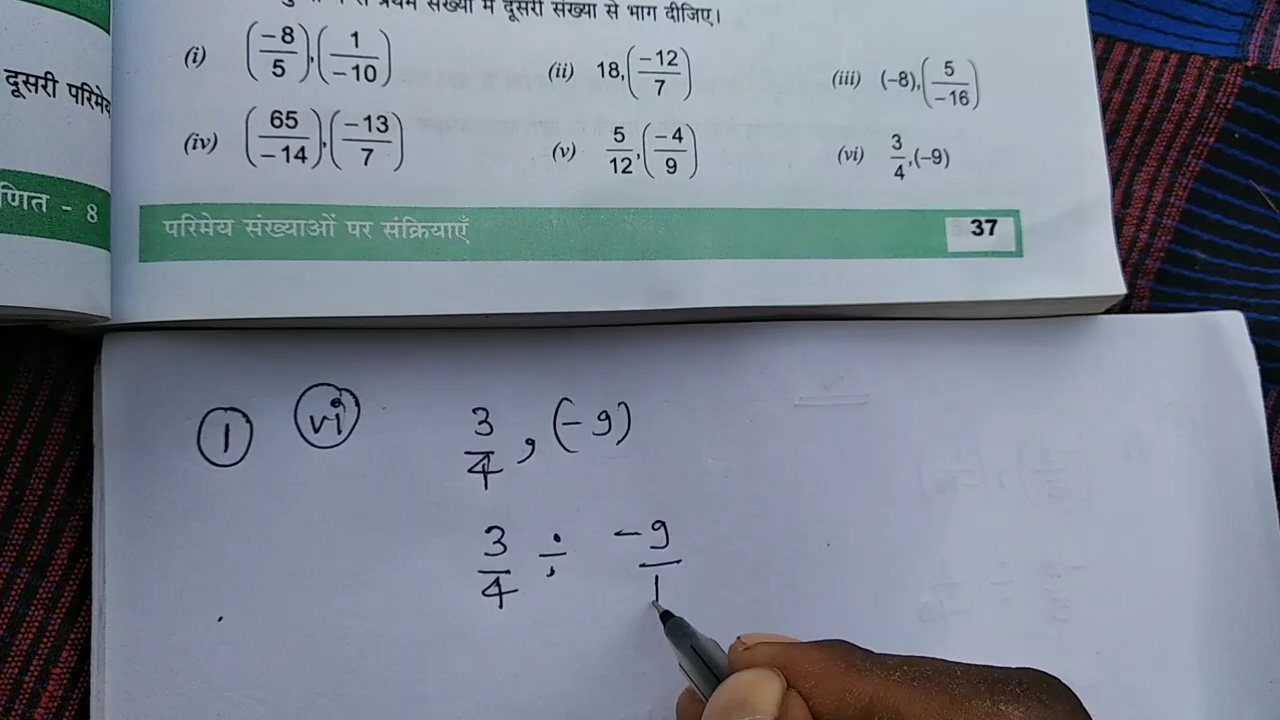 प्रथम संख्या में दूसरी संख्या से भाग दीजिए।
(i) (-8/5),(1/-10) (ii) 18,(-12/7) (iii) (-8),(5/-16)
(iv) (65/-14),(-13/7) (v) 5/12,(-4/9) (vi) 3/4,(-9)
परिमेय संख्याओं पर संक्रियाएँ 37
दूसरी
- 8
1 vi 3/4 , (-9)
3/4 ÷ -9/1